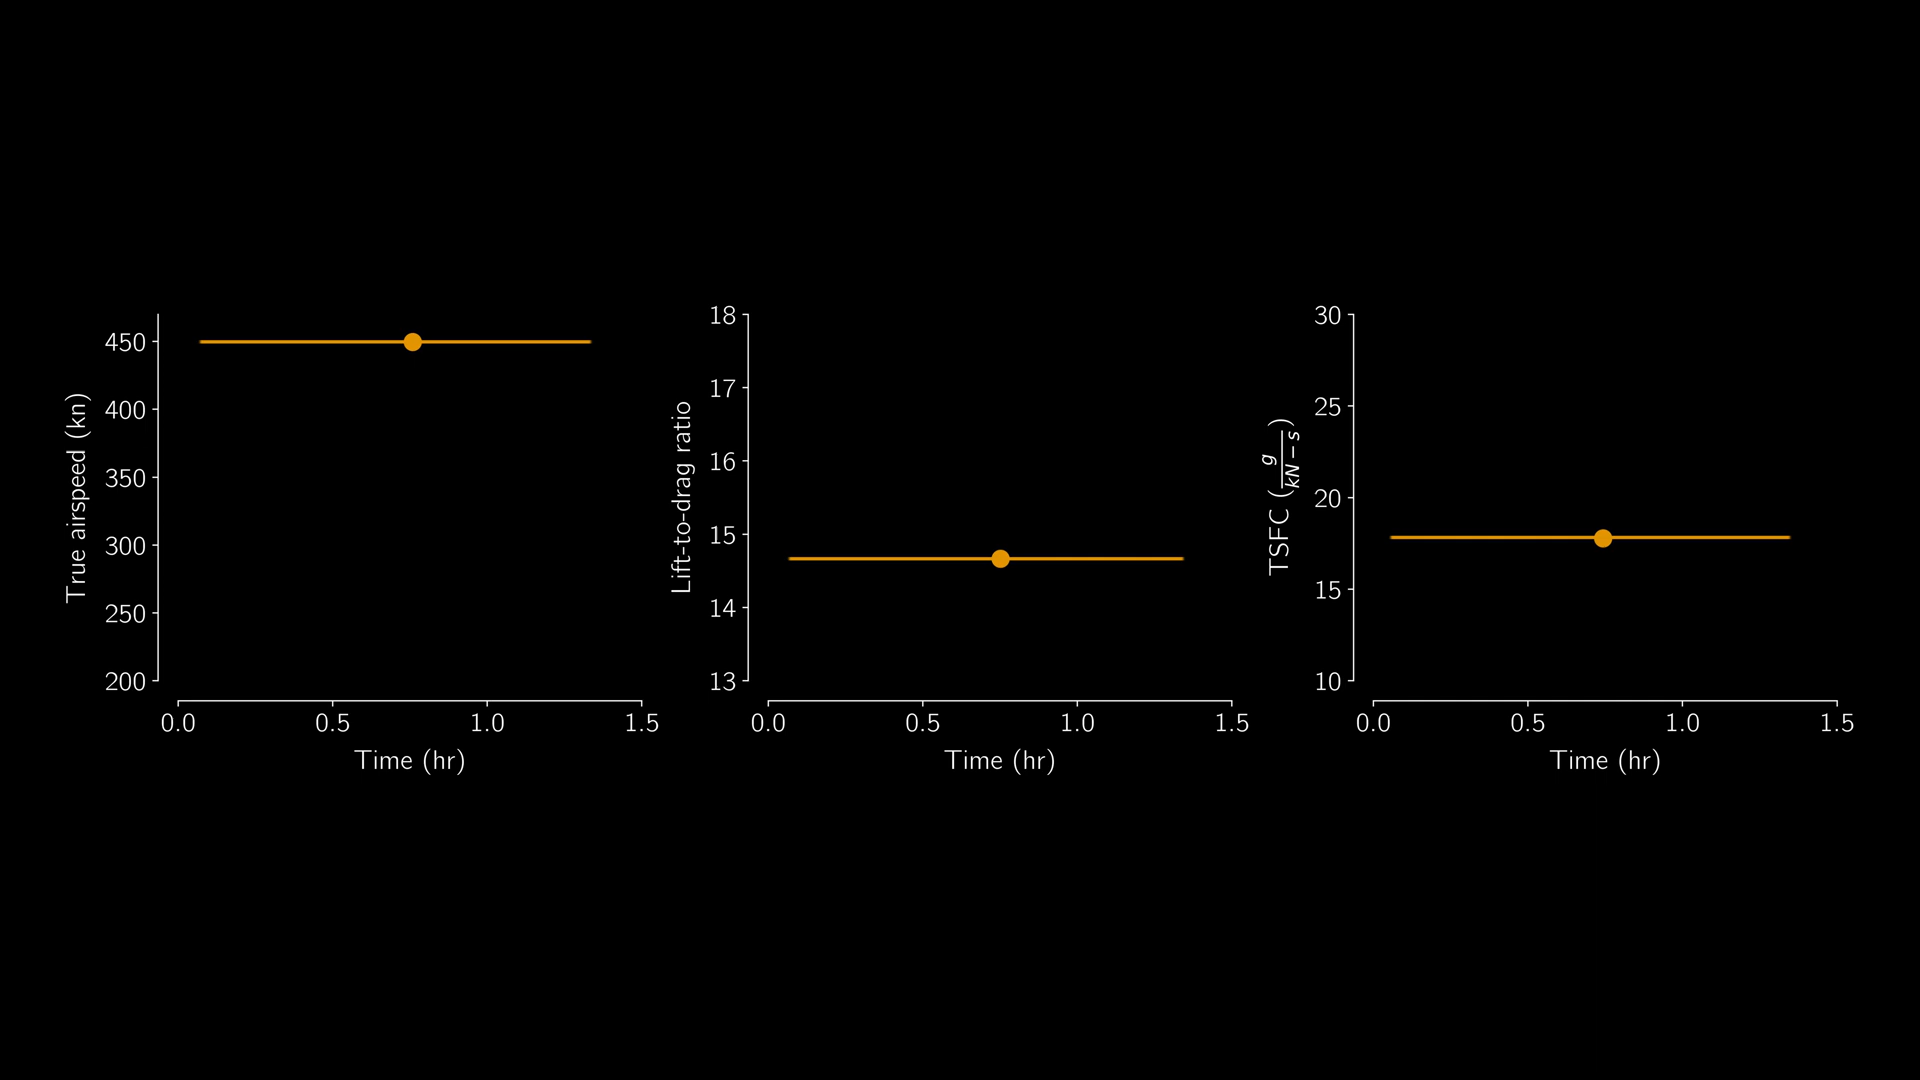 True airspeed (kn)
450
400
350
300
250
200
0.0 0.5 1.0 1.5
Time (hr)
Lift-to-drag ratio
18
17
16
15
14
13
0.0 0.5 1.0 1.5
Time (hr)
TSFC (g/kN − s)
30
25
20
15
10
0.0 0.5 1.0 1.5
Time (hr)